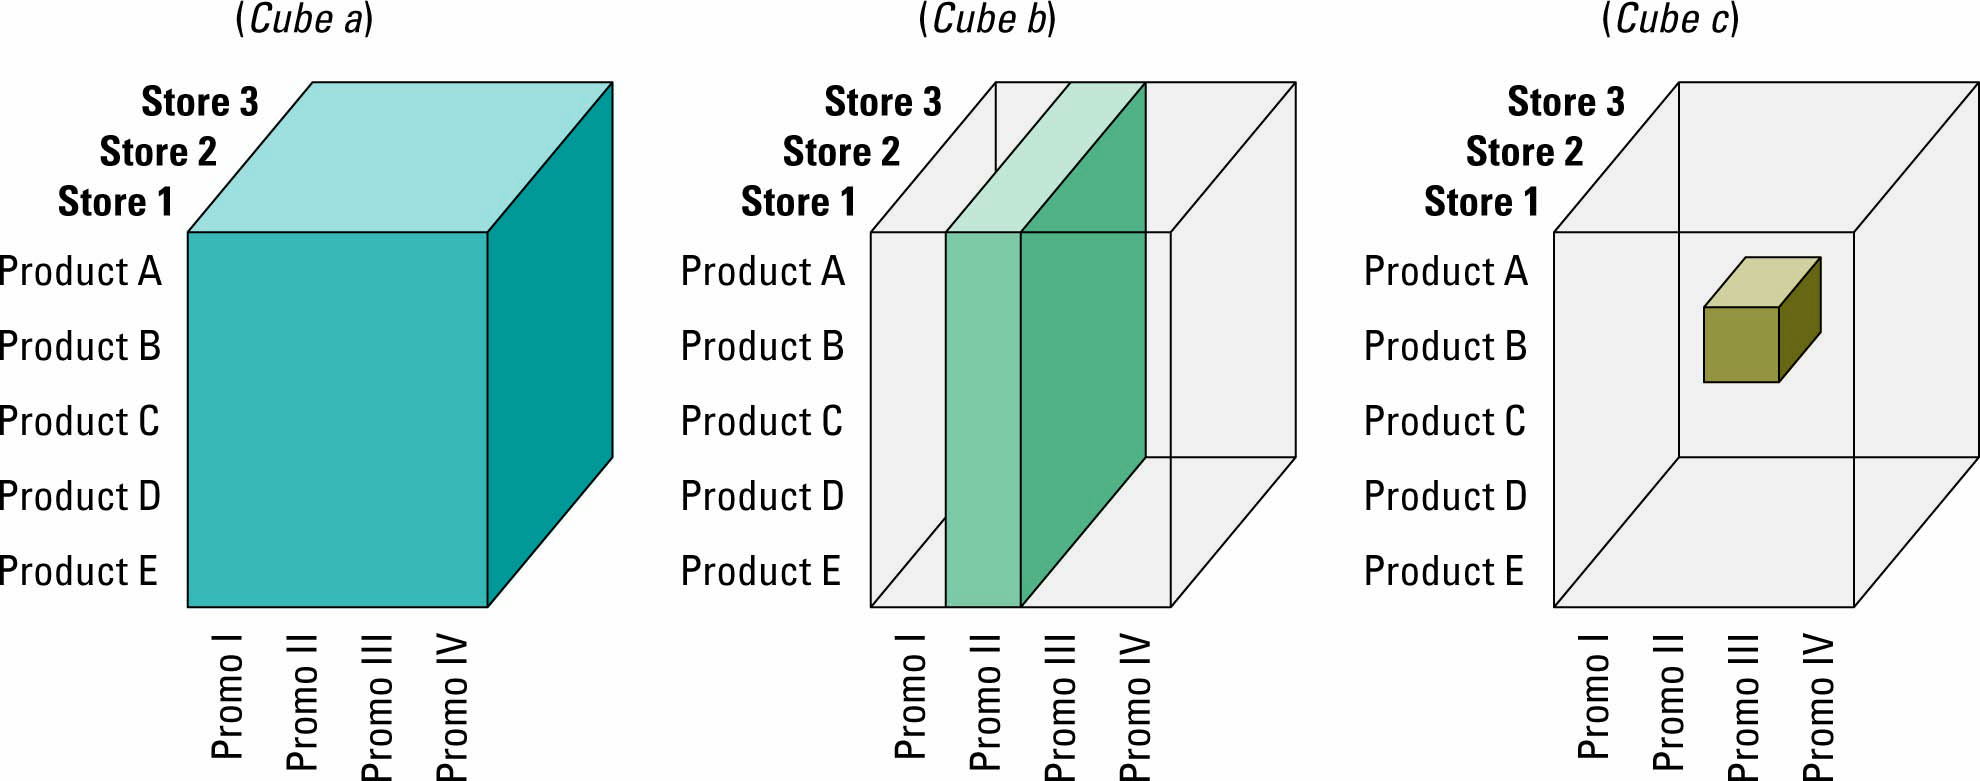 (Cube a)
Store 3
Store 2
Store 1
Product A
Product B
Product C
Product D
Product E
Promo I
Promo II
Promo III
Promo IV
(Cube b)
Store 3
Store 2
Store 1
Product A
Product B
Product C
Product D
Product E
Promo I
Promo II
Promo III
Promo IV
(Cube c)
Store 3
Store 2
Store 1
Product A
Product B
Product C
Product D
Product E
Promo I
Promo II
Promo III
Promo IV